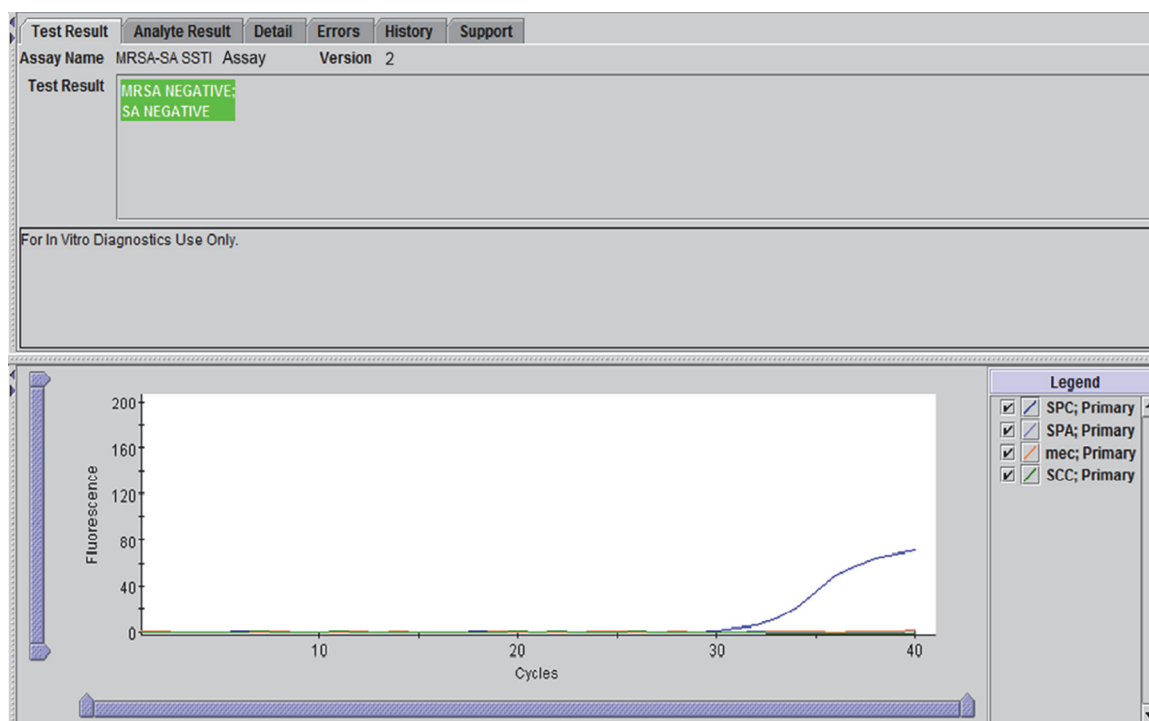 Test Result Analyte Result Detail Errors History Support
Assay Name MRSA-SA SSTI Assay Version 2
Test Result MRSA NEGATIVE;
SA NEGATIVE
For In Vitro Diagnostics Use Only.
Legend
SPC; Primary
SPA; Primary
mec; Primary
SCC; Primary
200
160
120
80
40
0
Fluorescence
10 20 30 40
Cycles